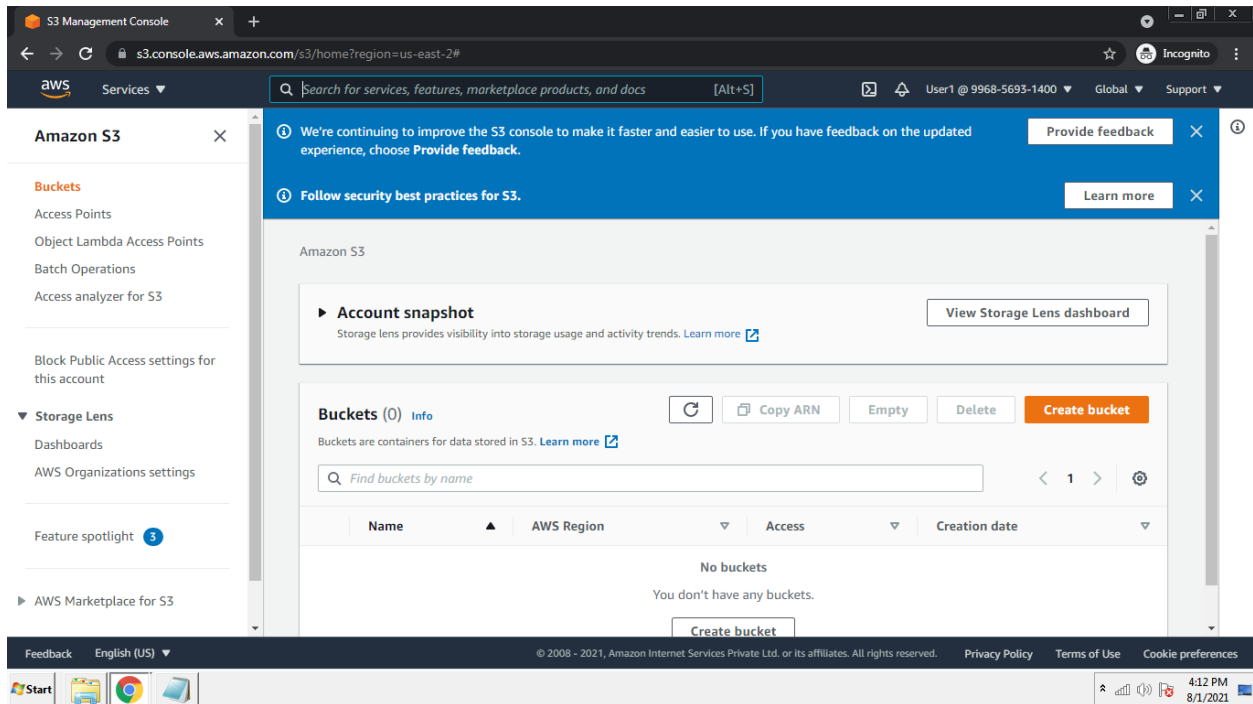 S3 Management Console
s3.console.aws.amazon.com/s3/home?region=us-east-2#
Incognito
aws
Services
Search for services, features, marketplace products, and docs
[Alt+S]
User1 @ 9968-5693-1400
Global
Support
Amazon S3
Buckets
Access Points
Object Lambda Access Points
Batch Operations
Access analyzer for S3
Block Public Access settings for
this account
Storage Lens
Dashboards
AWS Organizations settings
Feature spotlight 3
AWS Marketplace for S3
We're continuing to improve the S3 console to make it faster and easier to use. If you have feedback on the updated
experience, choose Provide feedback.
Provide feedback
Follow security best practices for S3.
Learn more
Amazon S3
Account snapshot
Storage lens provides visibility into storage usage and activity trends. Learn more
View Storage Lens dashboard
Buckets (0) Info
Copy ARN
Empty
Delete
Create bucket
Buckets are containers for data stored in S3. Learn more
Find buckets by name
1
Name
AWS Region
Access
Creation date
No buckets
You don't have any buckets.
Create bucket
Feedback
English (US)
© 2008 - 2021, Amazon Internet Services Private Ltd. or its affiliates. All rights reserved.
Privacy Policy
Terms of Use
Cookie preferences
Start
4:12 PM
8/1/2021